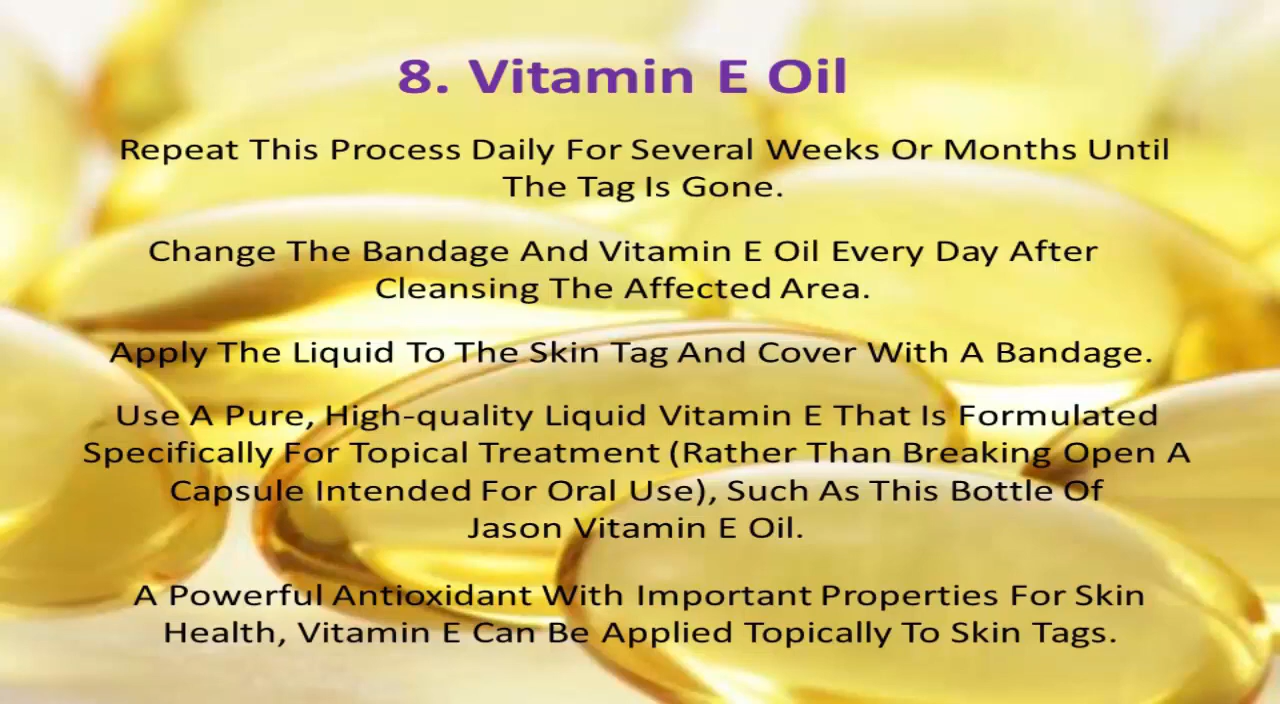 8. Vitamin E Oil
Repeat This Process Daily For Several Weeks Or Months Until
The Tag Is Gone.
Change The Bandage And Vitamin E Oil Every Day After
Cleansing The Affected Area.
Apply The Liquid To The Skin Tag And Cover With A Bandage.
Use A Pure, High-quality Liquid Vitamin E That Is Formulated
Specifically For Topical Treatment (Rather Than Breaking Open A
Capsule Intended For Oral Use), Such As This Bottle Of
Jason Vitamin E Oil.
A Powerful Antioxidant With Important Properties For Skin
Health, Vitamin E Can Be Applied Topically To Skin Tags.